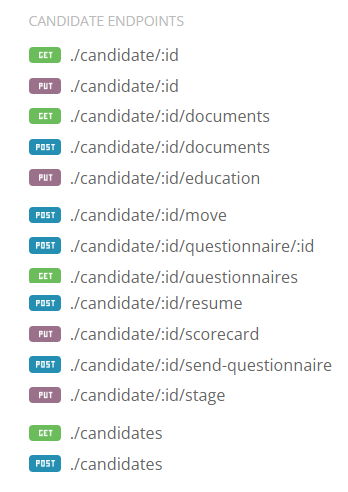 CANDIDATE ENDPOINTS
GET ./candidate/:id
PUT ./candidate/:id
GET ./candidate/:id/documents
POST ./candidate/:id/documents
PUT ./candidate/:id/education
POST ./candidate/:id/move
POST ./candidate/:id/questionnaire/:id
GET ./candidate/:id/questionnaires
POST ./candidate/:id/resume
PUT ./candidate/:id/scorecard
POST ./candidate/:id/send-questionnaire
PUT ./candidate/:id/stage
GET ./candidates
POST ./candidates